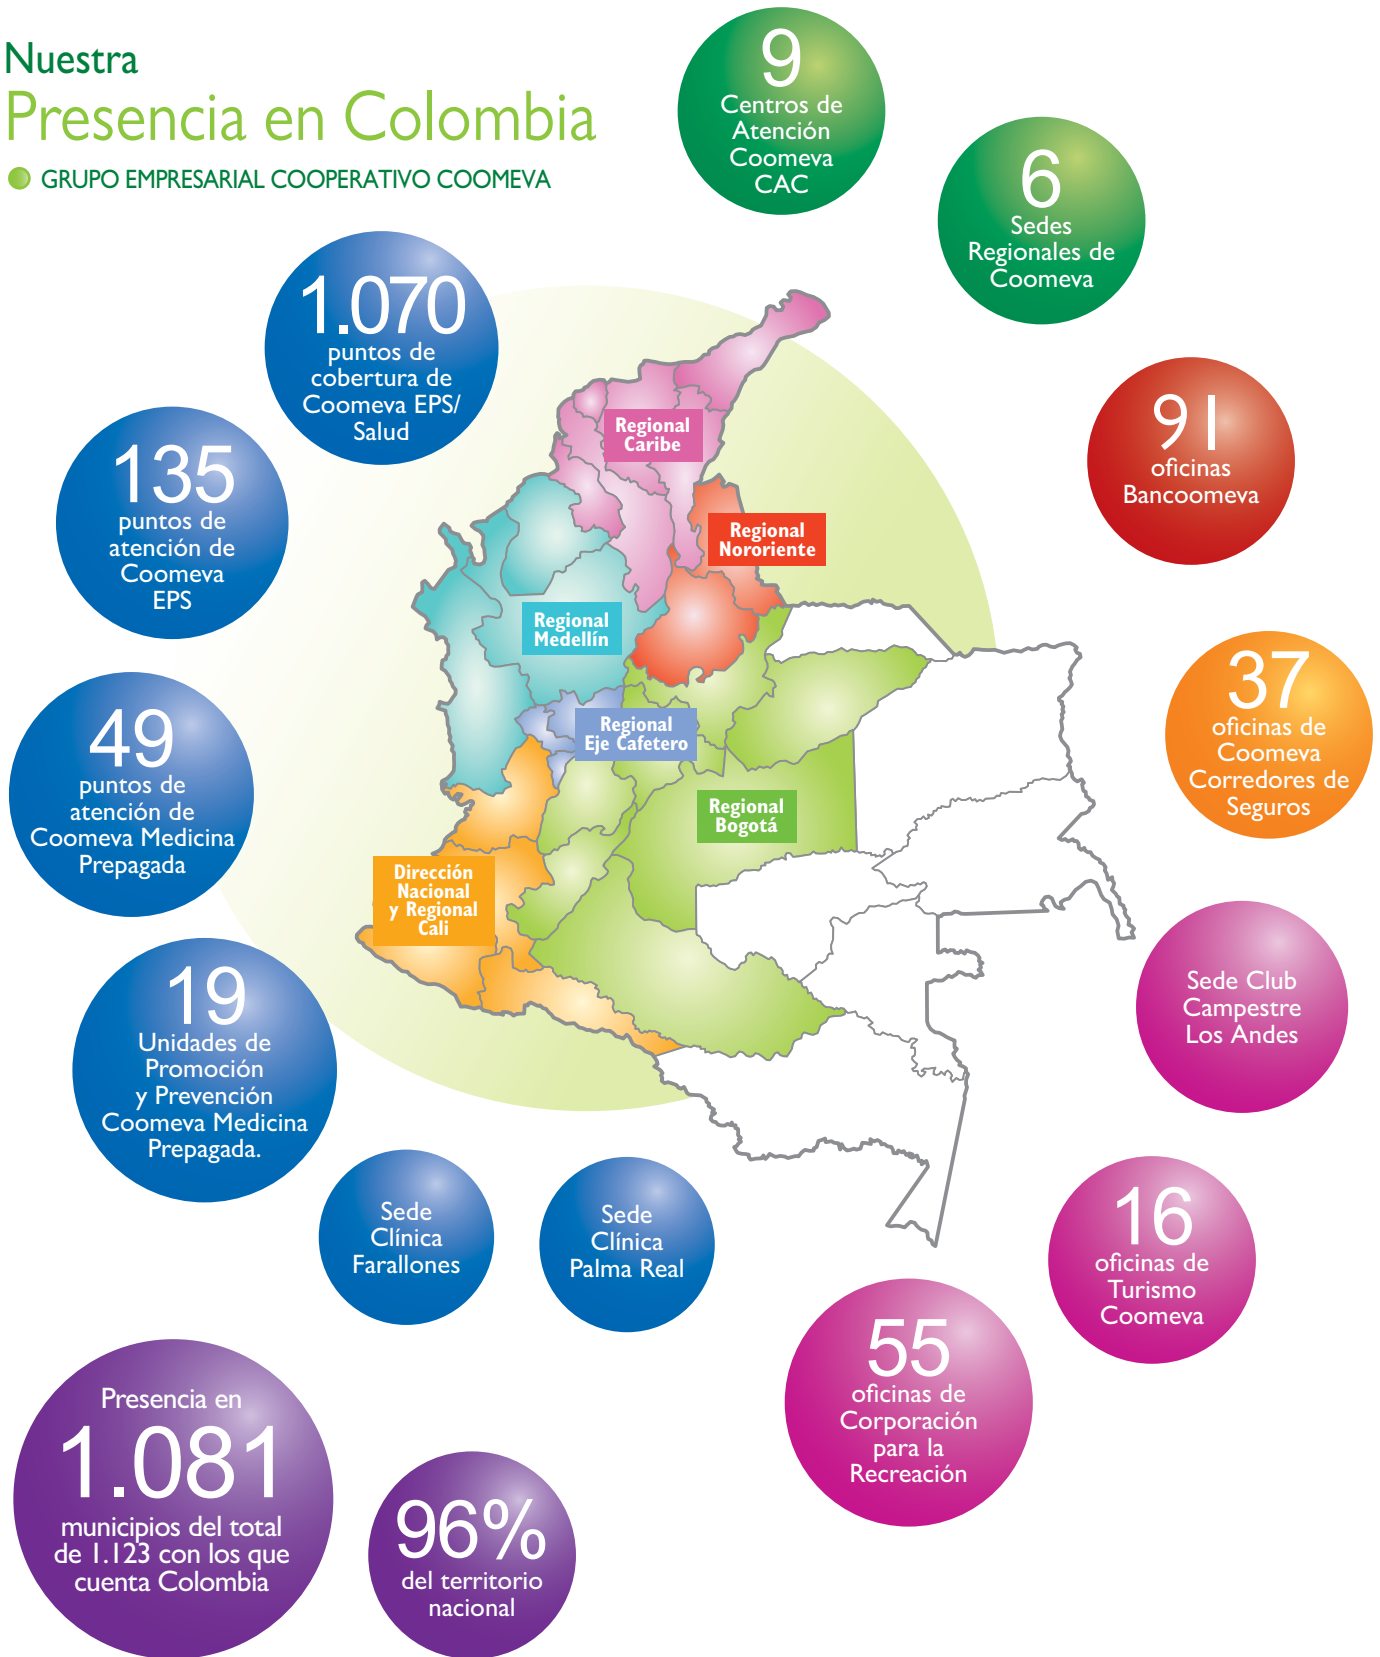 Nuestra
Presencia en Colombia
GRUPO EMPRESARIAL COOPERATIVO COOMEVA
9
Centros de
Atención
Coomeva
CAC
6
Sedes
Regionales de
Coomeva
1.070
puntos de
cobertura de
Coomeva EPS/
Salud
91
oficinas
Bancoomeva
135
puntos de
atención de
Coomeva
EPS
37
oficinas de
Coomeva
Corredores de
Seguros
49
puntos de
atención de
Coomeva Medicina
Prepagada
Regional
Caribe
Regional
Nororiente
Regional
Medellín
Regional
Eje Cafetero
Regional
Bogotá
Dirección
Nacional
y Regional
Cali
19
Unidades de
Promoción
y Prevención
Coomeva Medicina
Prepagada.
Sede Club
Campestre
Los Andes
Sede
Clínica
Farallones
Sede
Clínica
Palma Real
16
oficinas de
Turismo
Coomeva
55
oficinas de
Corporación
para la
Recreación
Presencia en
1.081
municipios del total
de 1.123 con los que
cuenta Colombia
96%
del territorio
nacional